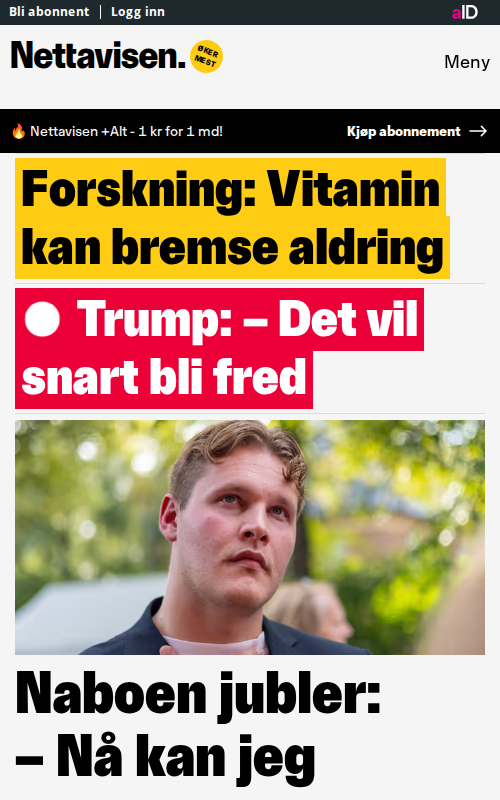 Bli abonnent | Logg inn
aID
Nettavisen.
ØKER
MEST
Meny
🔥 Nettavisen +Alt - 1 kr for 1 md!
Kjøp abonnement →
Forskning: Vitamin
kan bremse aldring
Trump: – Det vil
snart bli fred
Naboen jubler:
– Nå kan jeg